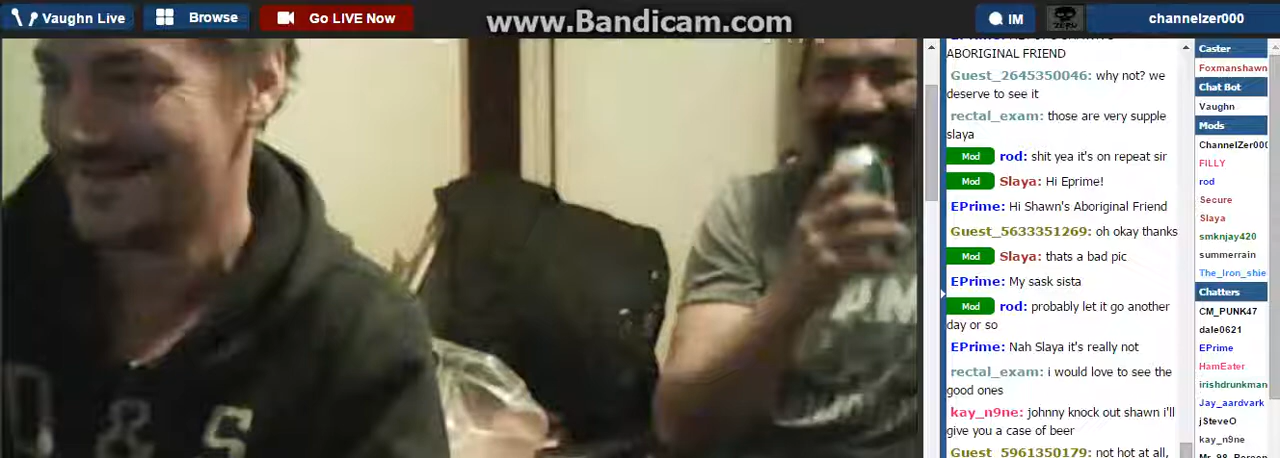 Vaughn Live
Browse
Go LIVE Now
www.Bandicam.com
IM
channelzer000
ABORIGINAL FRIEND
Guest_2645350046: why not? we
deserve to see it
rectal_exam: those are very supple
slaya
Mod rod: shit yea it's on repeat sir
Mod Slaya: Hi Eprime!
EPrime: Hi Shawn's Aboriginal Friend
Guest_5633351269: oh okay thanks
Mod Slaya: thats a bad pic
EPrime: My sask sista
Mod rod: probably let it go another
day or so
EPrime: Nah Slaya it's really not
rectal_exam: i would love to see the
good ones
kay_n9ne: johnny knock out shawn i'll
give you a case of beer
Guest_5961350179: not hot at all,
Caster
Foxmanshawn
Chat Bot
Vaughn
Mods
ChannelZer000
FILLY
rod
Secure
Slaya
smknjay420
summerrain
The_Iron_shie
Chatters
CM_PUNK47
dale0621
EPrime
HamEater
irishdrunkman
Jay_aardvark
jSteveO
kay_n9ne
& S